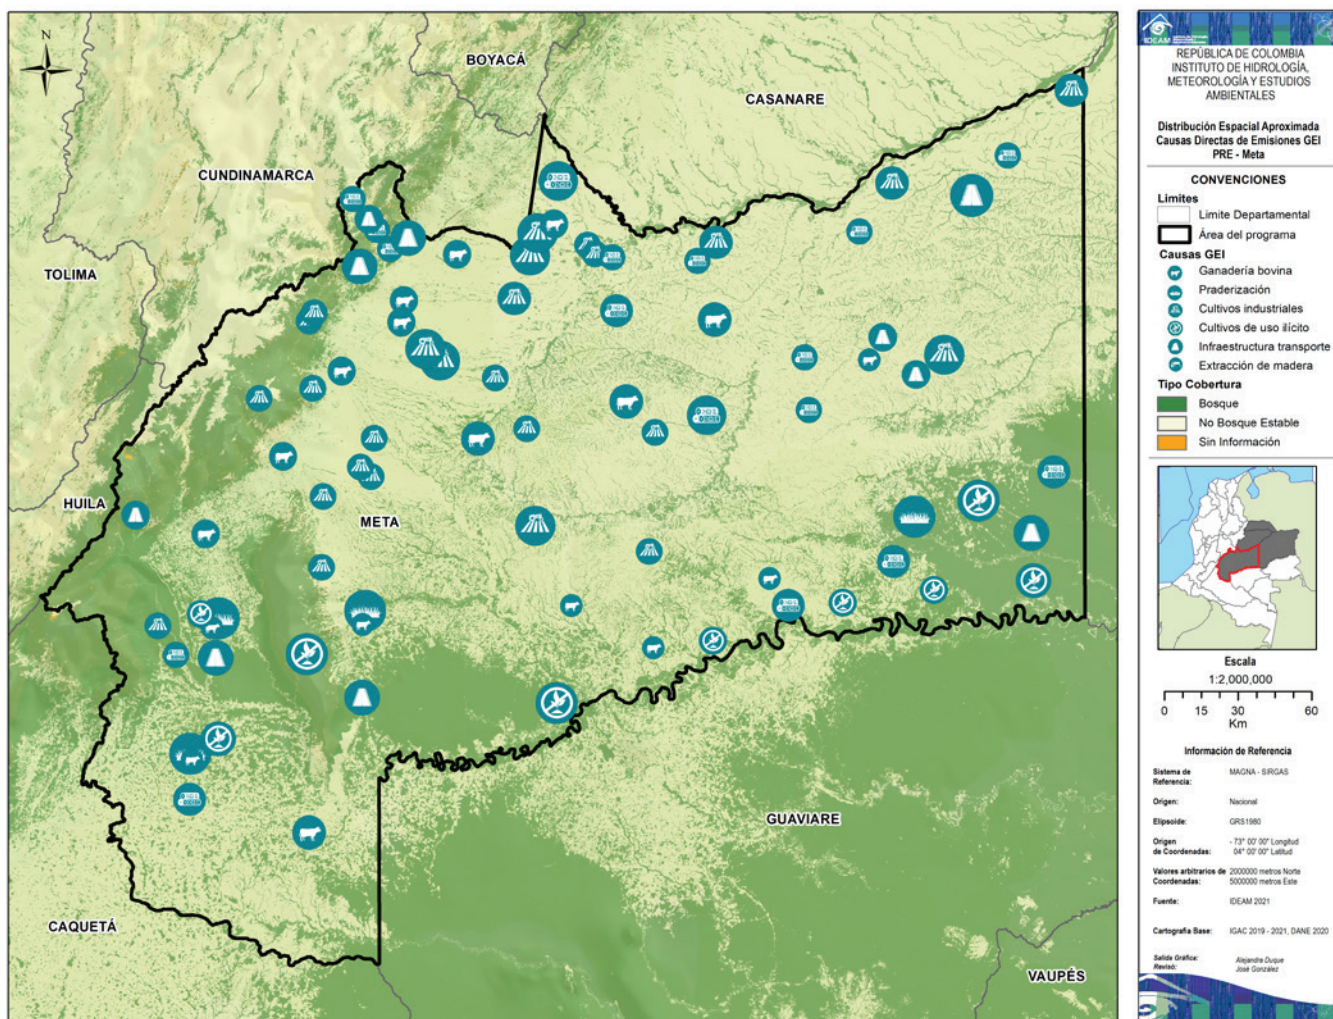 N
BOYACÁ
CASANARE
CUNDINAMARCA
TOLIMA
HUILA
META
GUAVIARE
CAQUETÁ
VAUPÉS
IDEAM
REPÚBLICA DE COLOMBIA
INSTITUTO DE HIDROLOGÍA,
METEOROLOGÍA Y ESTUDIOS
AMBIENTALES
Distribución Espacial Aproximada
Causas Directas de Emisiones GEI
PRE - Meta
CONVENCIONES
Limites
Limite Departamental
Área del programa
Causas GEI
Ganadería bovina
Praderización
Cultivos industriales
Cultivos de uso ilícito
Infraestructura transporte
Extracción de madera
Tipo Cobertura
Bosque
No Bosque Estable
Sin Información
Escala
1:2,000,000
0 15 30 60
Km
Información de Referencia
Sistema de Referencia: MAGNA - SIRGAS
Origen: Nacional
Elipsoide: GRS1980
Origen - 73° 00' 00" Longitud
de Coordenadas: 04° 00' 00" Latitud
Valores arbitrarios de 2000000 metros Norte
Coordenadas: 5000000 metros Este
Fuente: IDEAM 2021
Cartografía Base: IGAC 2019 - 2021, DANE 2020
Salida Gráfica: Alejandra Duque
Revisó: José González